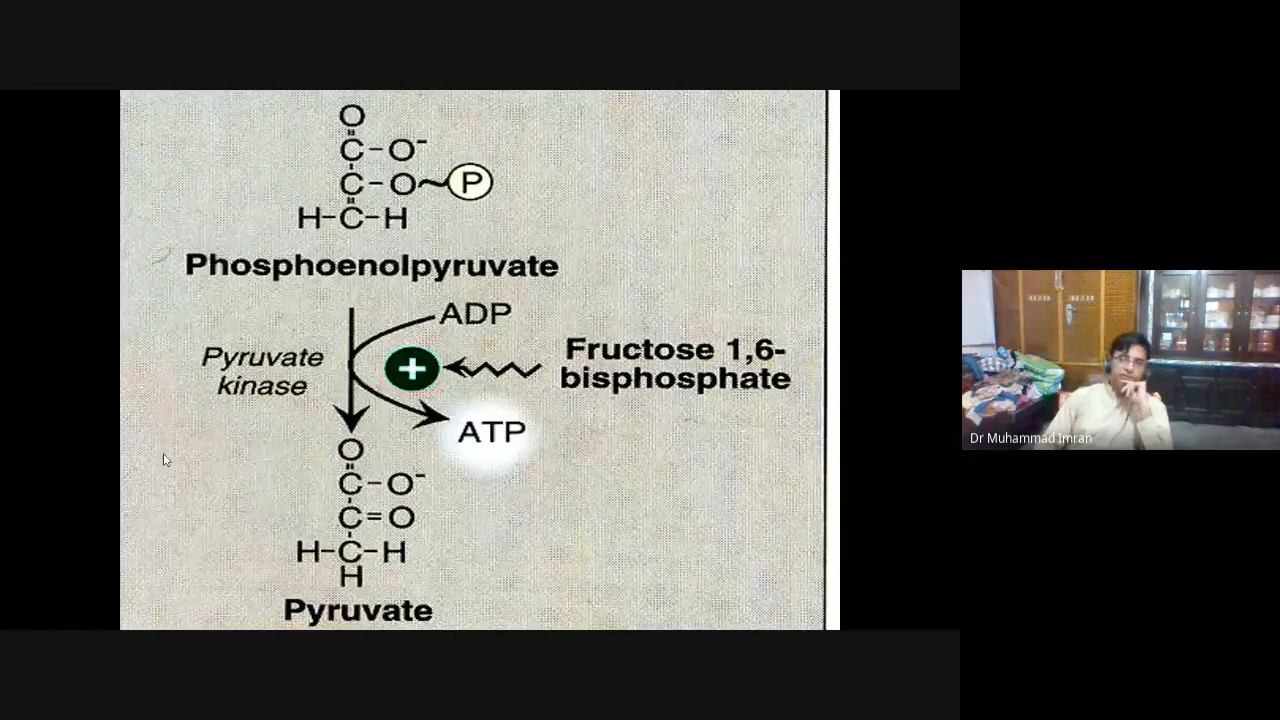 O
C-O-
C-O~P
H-C-H
Phosphoenolpyruvate
ADP
Pyruvate
kinase
+
Fructose 1,6-
bisphosphate
ATP
O
C-O-
C=O
H-C-H
H
Pyruvate
Dr Muhammad Imran